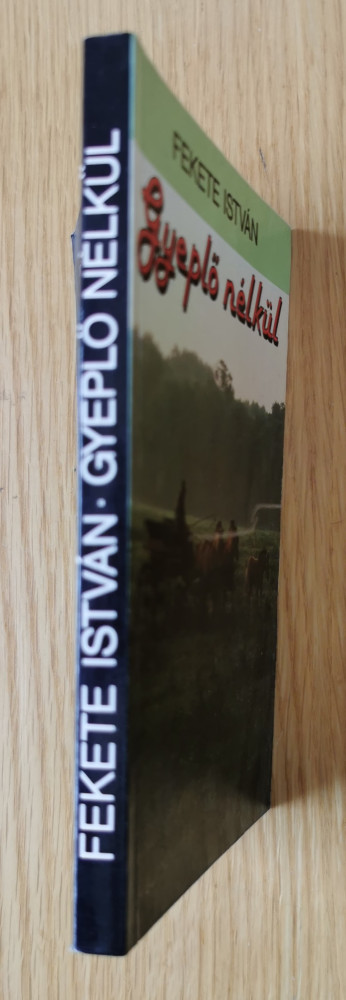 FEKETE ISTVÁN · GYEPLŐ NÉLKÜL
FEKETE ISTVÁN
Gyeplő nélkül